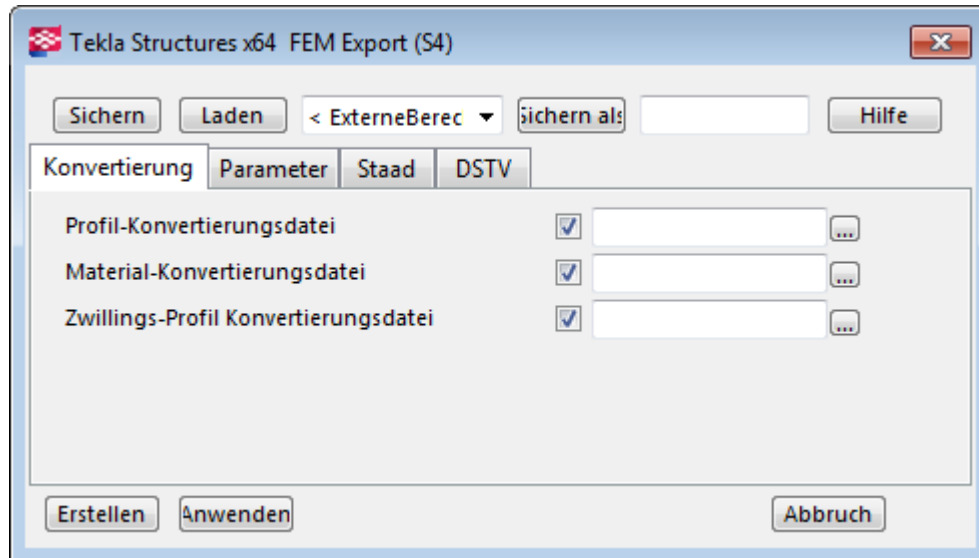 Tekla Structures x64 FEM Export (S4)
Sichern Laden < ExterneBerec Sichern als Hilfe
Konvertierung Parameter Staad DSTV
Profil-Konvertierungsdatei ...
Material-Konvertierungsdatei ...
Zwillings-Profil Konvertierungsdatei ...
Erstellen Anwenden Abbruch